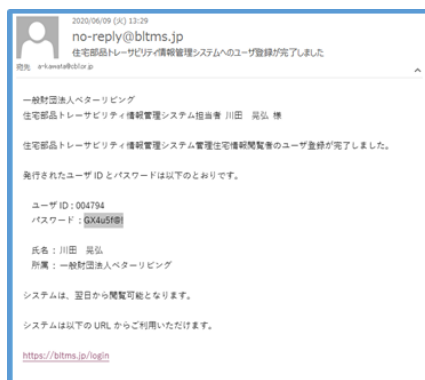 2020/06/09 (火) 13:29
no-reply@bltms.jp
住宅部品トレーサビリティ情報管理システムへのユーザ登録が完了しました
宛先 a-kawata@cbl.or.jp
一般財団法人ベターリビング
住宅部品トレーサビリティ情報管理システム担当者 川田 晃弘 様
住宅部品トレーサビリティ情報管理システム管理住宅情報閲覧者のユーザ登録が完了しました。
発行されたユーザ ID とパスワードは以下のとおりです。
ユーザ ID : 004794
パスワード : GX4u5f@!
氏名 : 川田 晃弘
所属 : 一般財団法人ベターリビング
システムは、翌日から閲覧可能となります。
システムは以下の URL からご利用いただけます。
https://bltms.jp/login